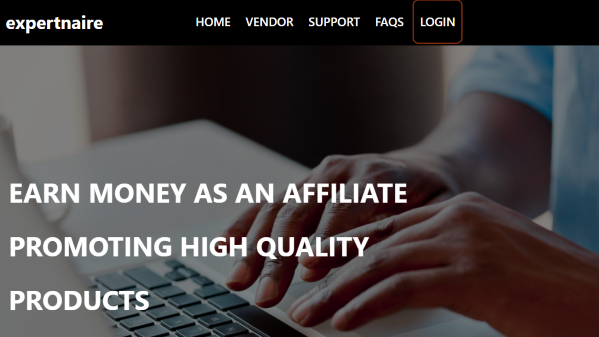 expertnaire HOME VENDOR SUPPORT FAQS LOGIN
EARN MONEY AS AN AFFILIATE
PROMOTING HIGH QUALITY
PRODUCTS